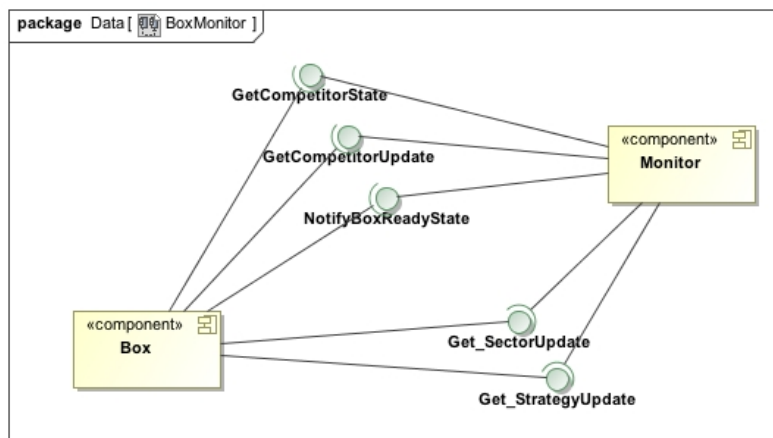 package Data [ BoxMonitor ]
GetCompetitorState
GetCompetitorUpdate
NotifyBoxReadyState
«component»
Monitor
«component»
Box
Get_SectorUpdate
Get_StrategyUpdate